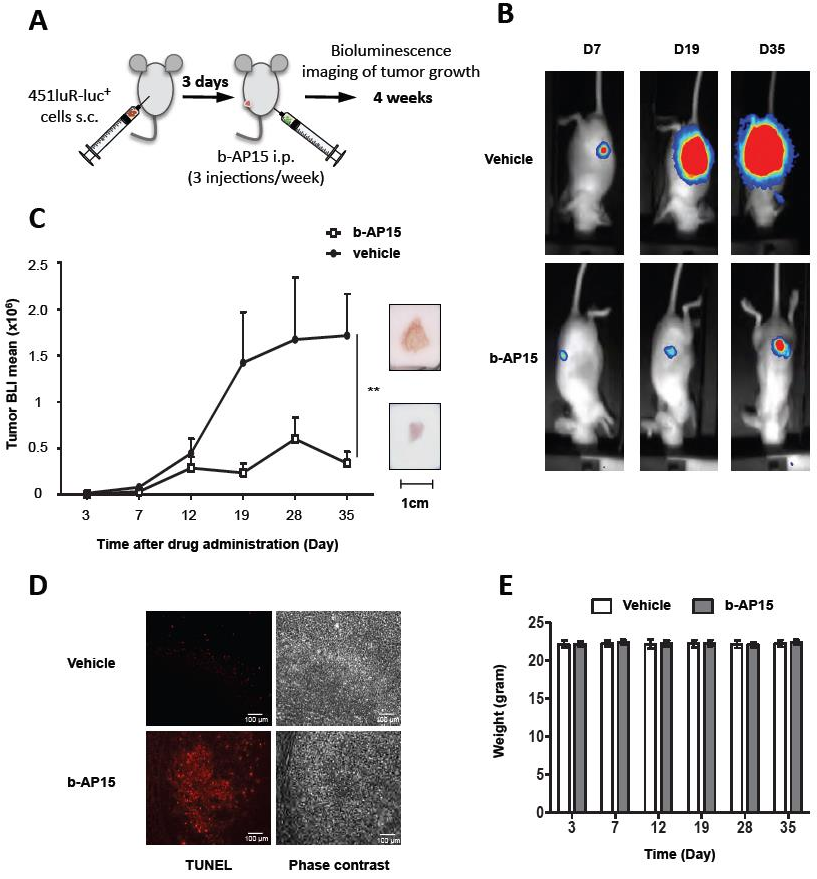 A
451luR-luc⁺
cells s.c.
3 days
b-AP15 i.p.
(3 injections/week)
Bioluminescence
imaging of tumor growth
4 weeks
B
D7
D19
D35
Vehicle
b-AP15
C
b-AP15
vehicle
Tumor BLI mean (x10⁶)
2.5
2.0
1.5
1
0.5
0
3
7
12
19
28
35
Time after drug administration (Day)
**
1cm
D
Vehicle
100 µm
100 µm
b-AP15
100 µm
100 µm
TUNEL
Phase contrast
E
Vehicle
b-AP15
Weight (gram)
25
20
15
10
5
0
3
7
12
19
28
35
Time (Day)